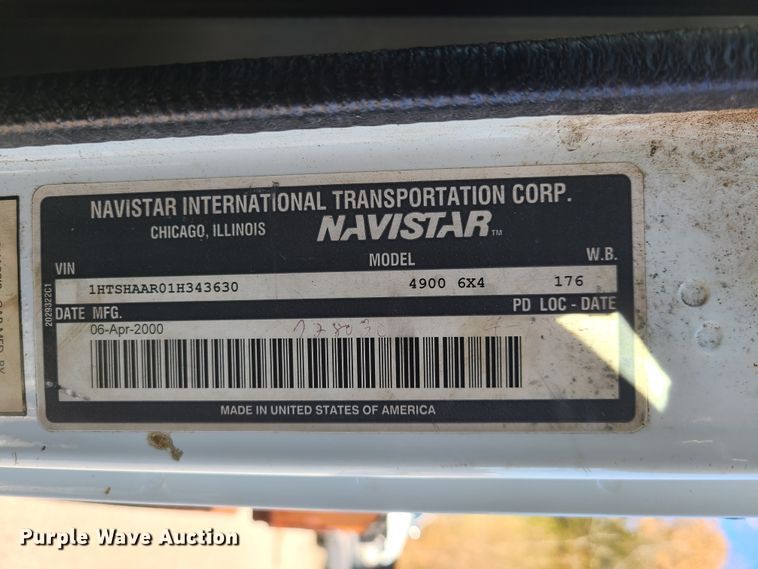 NAVISTAR INTERNATIONAL TRANSPORTATION CORP.
CHICAGO, ILLINOIS NAVISTAR TM
VIN MODEL W.B.
1HTSHAAR01H343630 4900 6X4 176
DATE MFG. PD LOC - DATE
06-Apr-2000
MADE IN UNITED STATES OF AMERICA
2029322C1
Purple Wave Auction